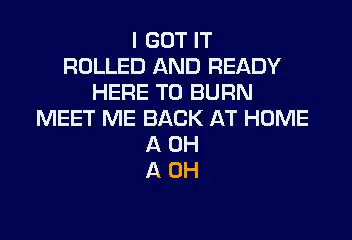 I GOT IT
ROLLED AND READY
HERE TO BURN
MEET ME BACK AT HOME
A OH
A OH